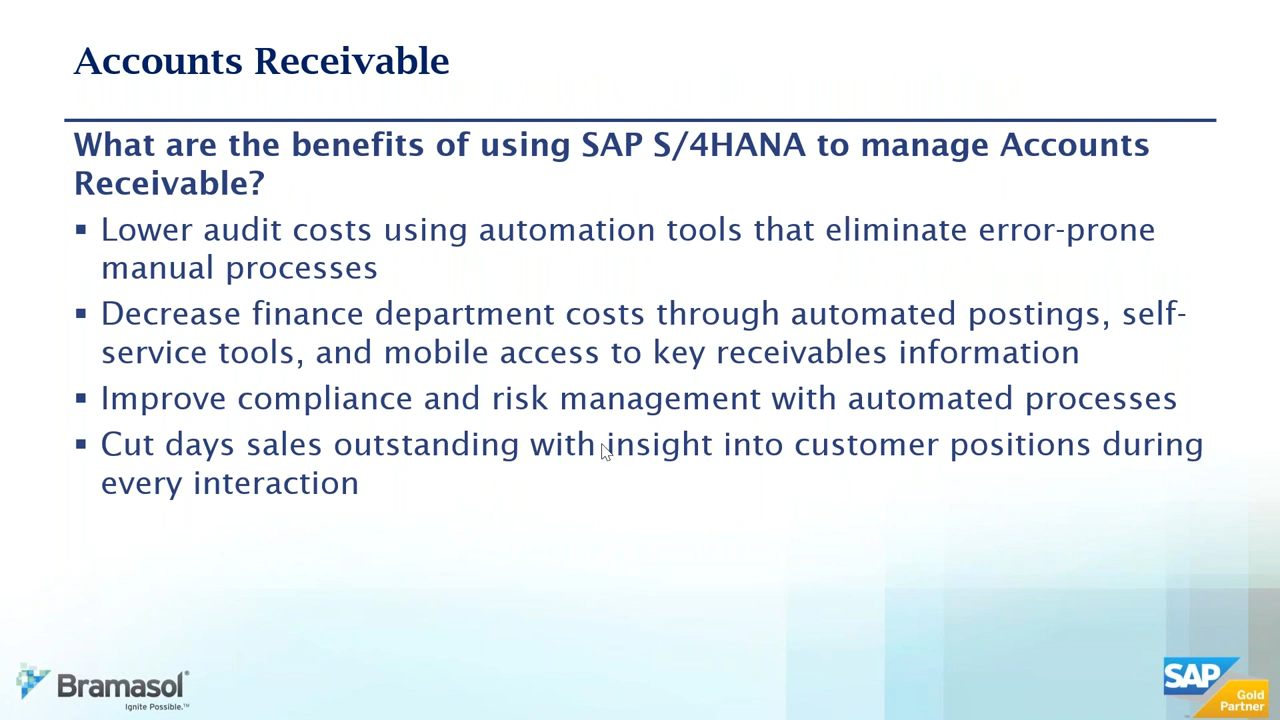 Accounts Receivable
What are the benefits of using SAP S/4HANA to manage Accounts
Receivable?
▪ Lower audit costs using automation tools that eliminate error-prone
manual processes
▪ Decrease finance department costs through automated postings, self-
service tools, and mobile access to key receivables information
▪ Improve compliance and risk management with automated processes
▪ Cut days sales outstanding with insight into customer positions during
every interaction
Bramasol®
Ignite Possible.™
SAP
Gold
Partner